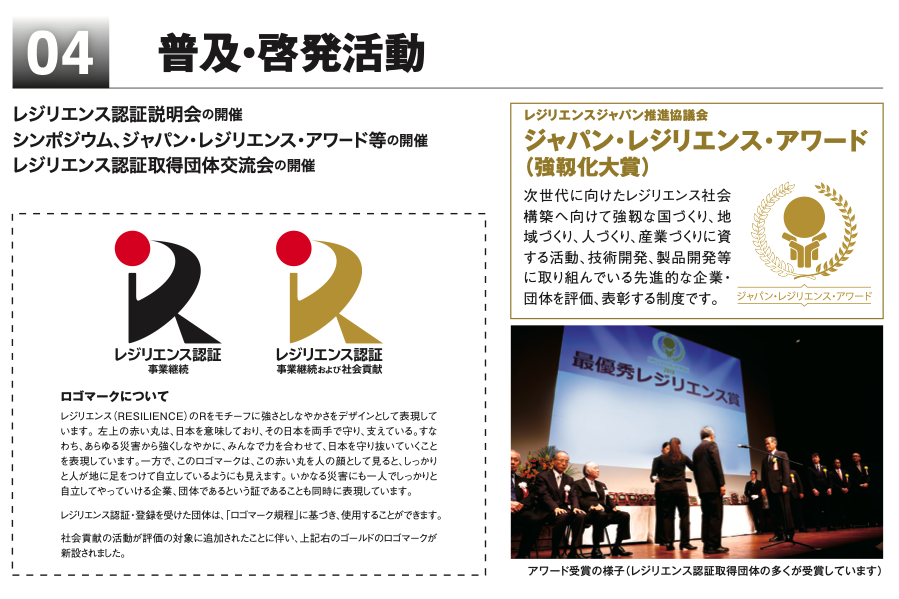 04
普及・啓発活動
レジリエンス認証説明会の開催
シンポジウム、ジャパン・レジリエンス・アワード等の開催
レジリエンス認証取得団体交流会の開催
レジリエンス認証
事業継続
レジリエンス認証
事業継続および社会貢献
ロゴマークについて
レジリエンス（RESILIENCE）のRをモチーフに強さとしなやかさをデザインとして表現して
います。左上の赤い丸は、日本を意味しており、その日本を両手で守り、支えている。すな
わち、あらゆる災害から強くしなやかに、みんなで力を合わせて、日本を守り抜いていくこと
を表現しています。一方で、このロゴマークは、この赤い丸を人の顔として見ると、しっかり
と人が地に足をつけて自立しているようにも見えます。いかなる災害にも一人でしっかりと
自立してやっていける企業、団体であるという証であることも同時に表現しています。
レジリエンス認証・登録を受けた団体は、「ロゴマーク規程」に基づき、使用することができます。
社会貢献の活動が評価の対象に追加されたことに伴い、上記右のゴールドのロゴマークが
新設されました。
レジリエンスジャパン推進協議会
ジャパン・レジリエンス・アワード
（強靱化大賞）
次世代に向けたレジリエンス社会
構築へ向けて強靱な国づくり、地
域づくり、人づくり、産業づくりに資
する活動、技術開発、製品開発等
に取り組んでいる先進的な企業・
団体を評価、表彰する制度です。
ジャパン・レジリエンス・アワード
最優秀レジリエンス賞
アワード受賞の様子（レジリエンス認証取得団体の多くが受賞しています）